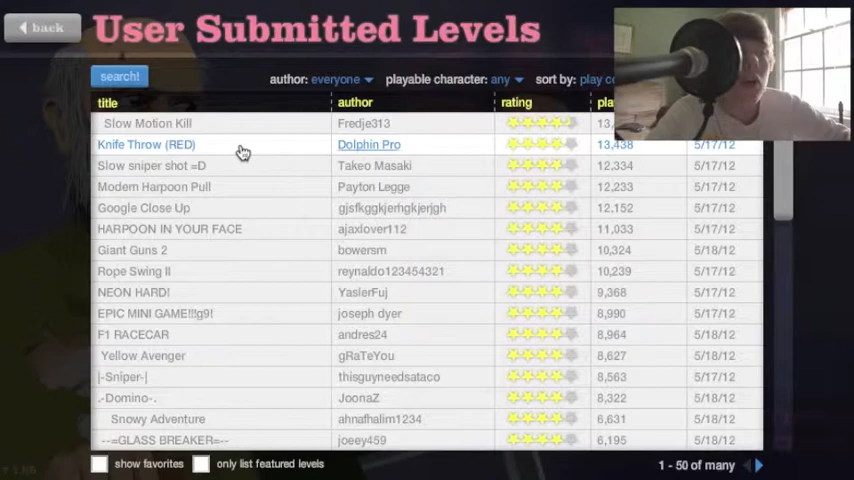 back
User Submitted Levels
search!
author: everyone playable character: any sort by: play
title author rating
Slow Motion Kill Fredje313
Knife Throw (RED) Dolphin Pro 13,438 5/17/12
Slow sniper shot =D Takeo Masaki 12,334 5/17/12
Modern Harpoon Pull Payton Legge 12,233 5/17/12
Google Close Up gjsfkggkjerhgkjerjgh 12,152 5/17/12
HARPOON IN YOUR FACE ajaxlover112 11,033 5/17/12
Giant Guns 2 bowersm 10,324 5/18/12
Rope Swing II reynaldo123454321 10,239 5/17/12
NEON HARD! YaslerFuj 9,368 5/17/12
EPIC MINI GAME!!!g9! joseph dyer 8,990 5/17/12
F1 RACECAR andres24 8,964 5/18/12
Yellow Avenger gRaTeYou 8,627 5/18/12
|-Sniper-| thisguyneedsataco 8,563 5/17/12
.-Domino-. JoonaZ 8,322 5/18/12
Snowy Adventure ahnafhalim1234 6,631 5/18/12
--=GLASS BREAKER=-- joeey459 6,195 5/18/12
show favorites only list featured levels 1 - 50 of many